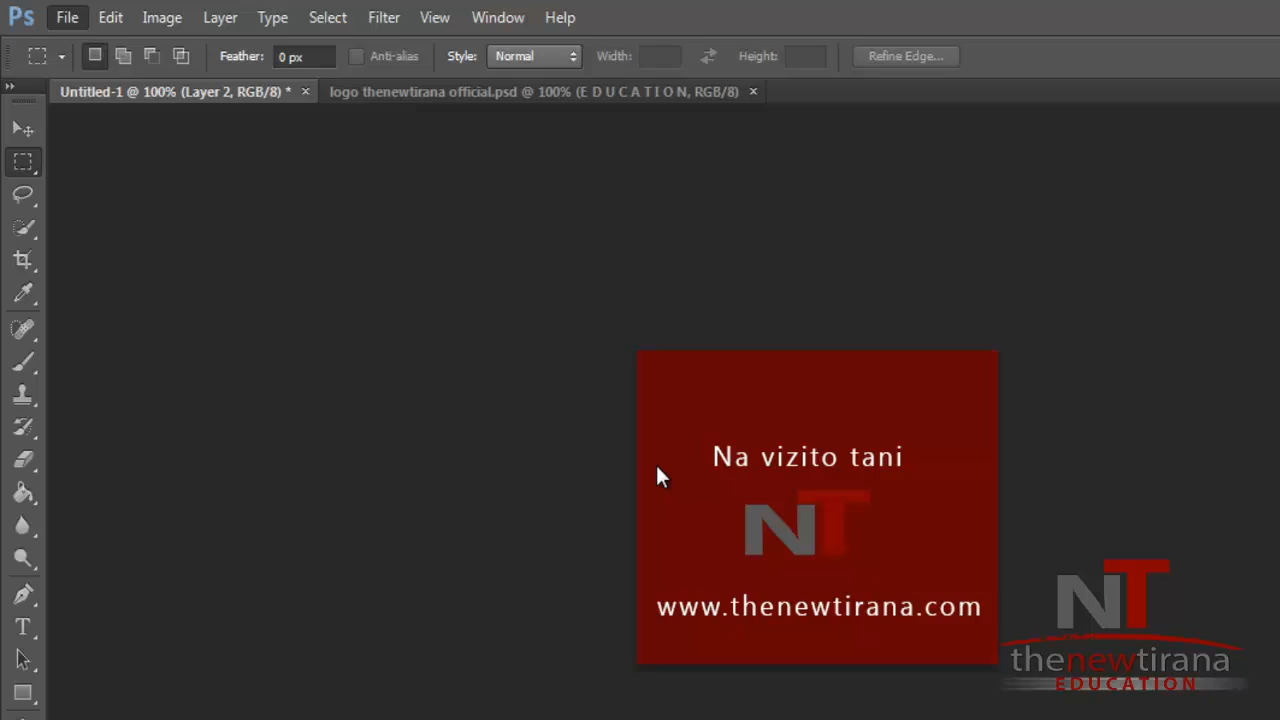 Ps File Edit Image Layer Type Select Filter View Window Help
Feather: 0 px Anti-alias Style: Normal Width: Height: Refine Edge...
Untitled-1 @ 100% (Layer 2, RGB/8) * × logo thenewtirana official.psd @ 100% (E D U C A T I O N, RGB/8) ×
Na vizito tani
NT
www.thenewtirana.com
NT
thenewtirana
EDUCATION